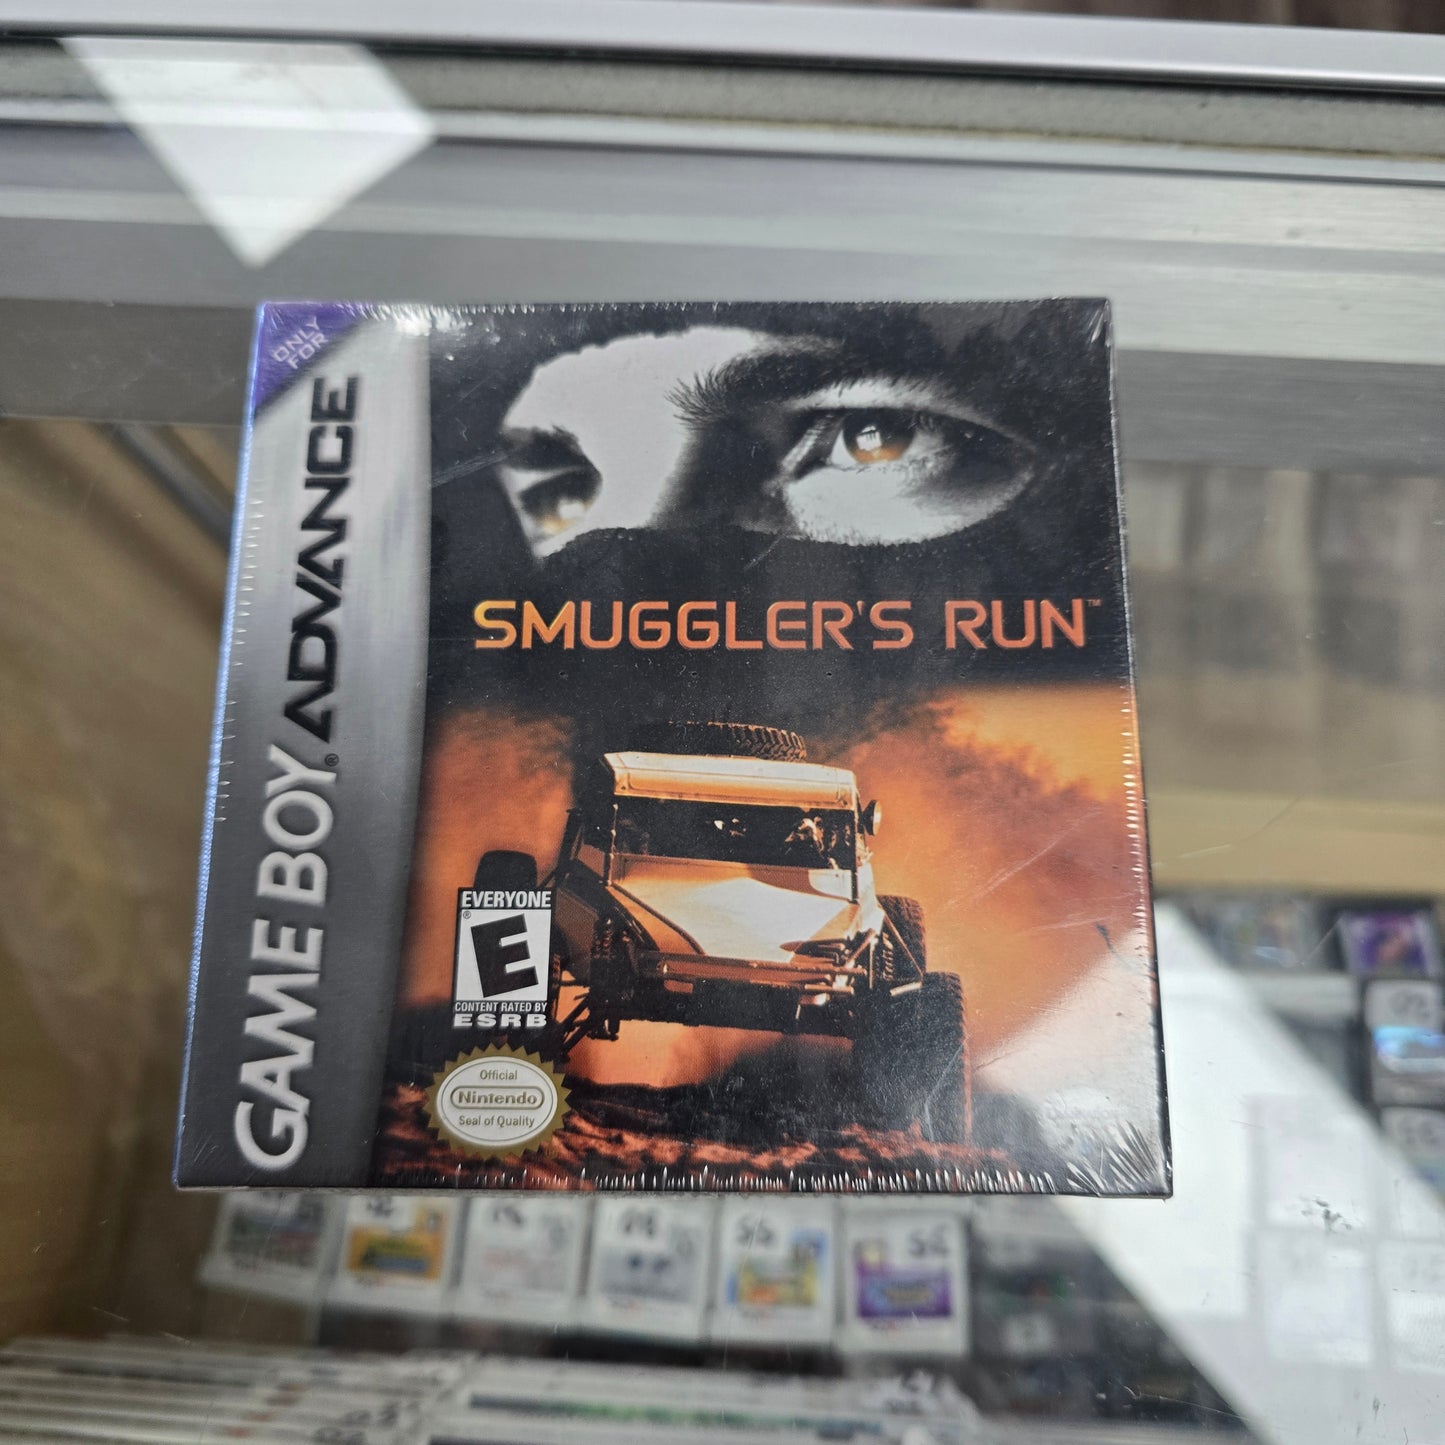 ONLY
FOR
GAME BOY ADVANCE
®
SMUGGLER'S RUN™
EVERYONE
E
®
CONTENT RATED BY
ESRB
Official
Nintendo
Seal of Quality